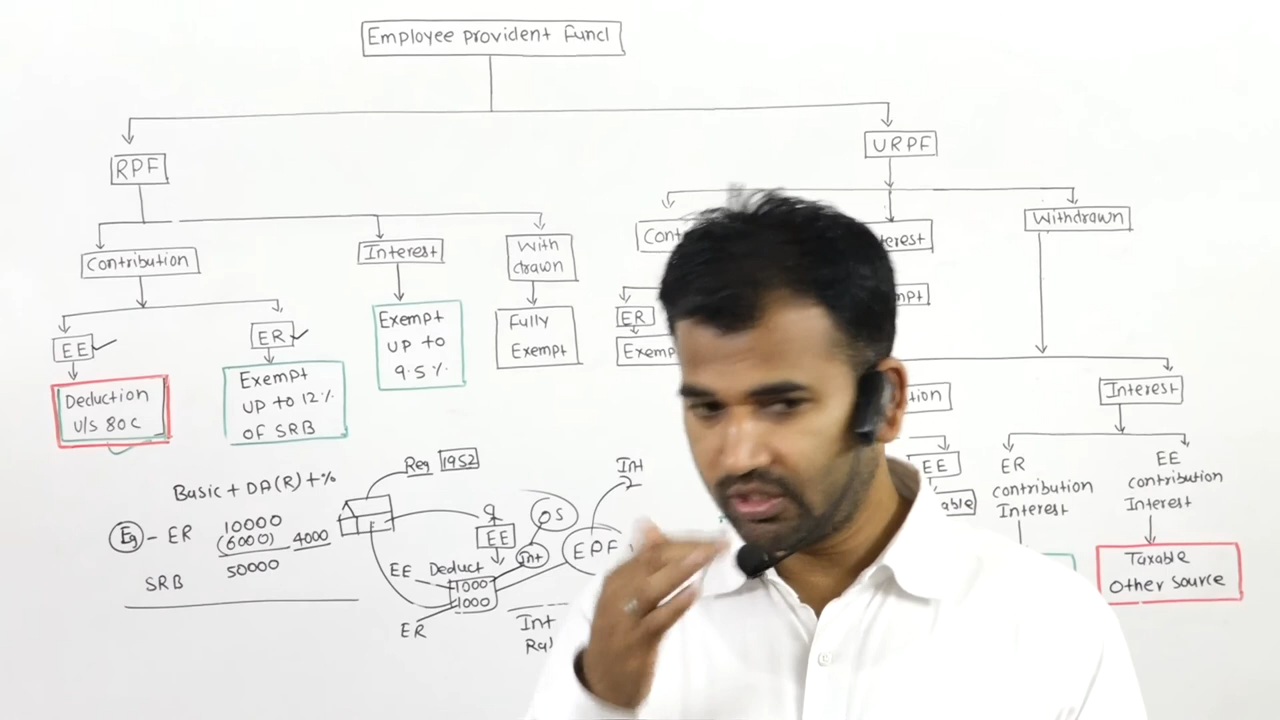 Employee provident fund
RPF
URPF
Contribution
Interest
With
drawn
Withdrawn
EE
ER
Exempt
up to
9.5%
Fully
Exempt
ER
Deduction
U/S 80C
Exempt
UP TO 12%
OF SRB
Interest
Reg 1952
Basic + DA(R) + %
Eg - ER 10000
(6000) 4000
SRB 50000
EE
OS
Int
Int
EPF
EE Deduct
1000
1000
ER
Int
EE
ER
contribution
Interest
EE
contribution
Interest
Taxable
Other source